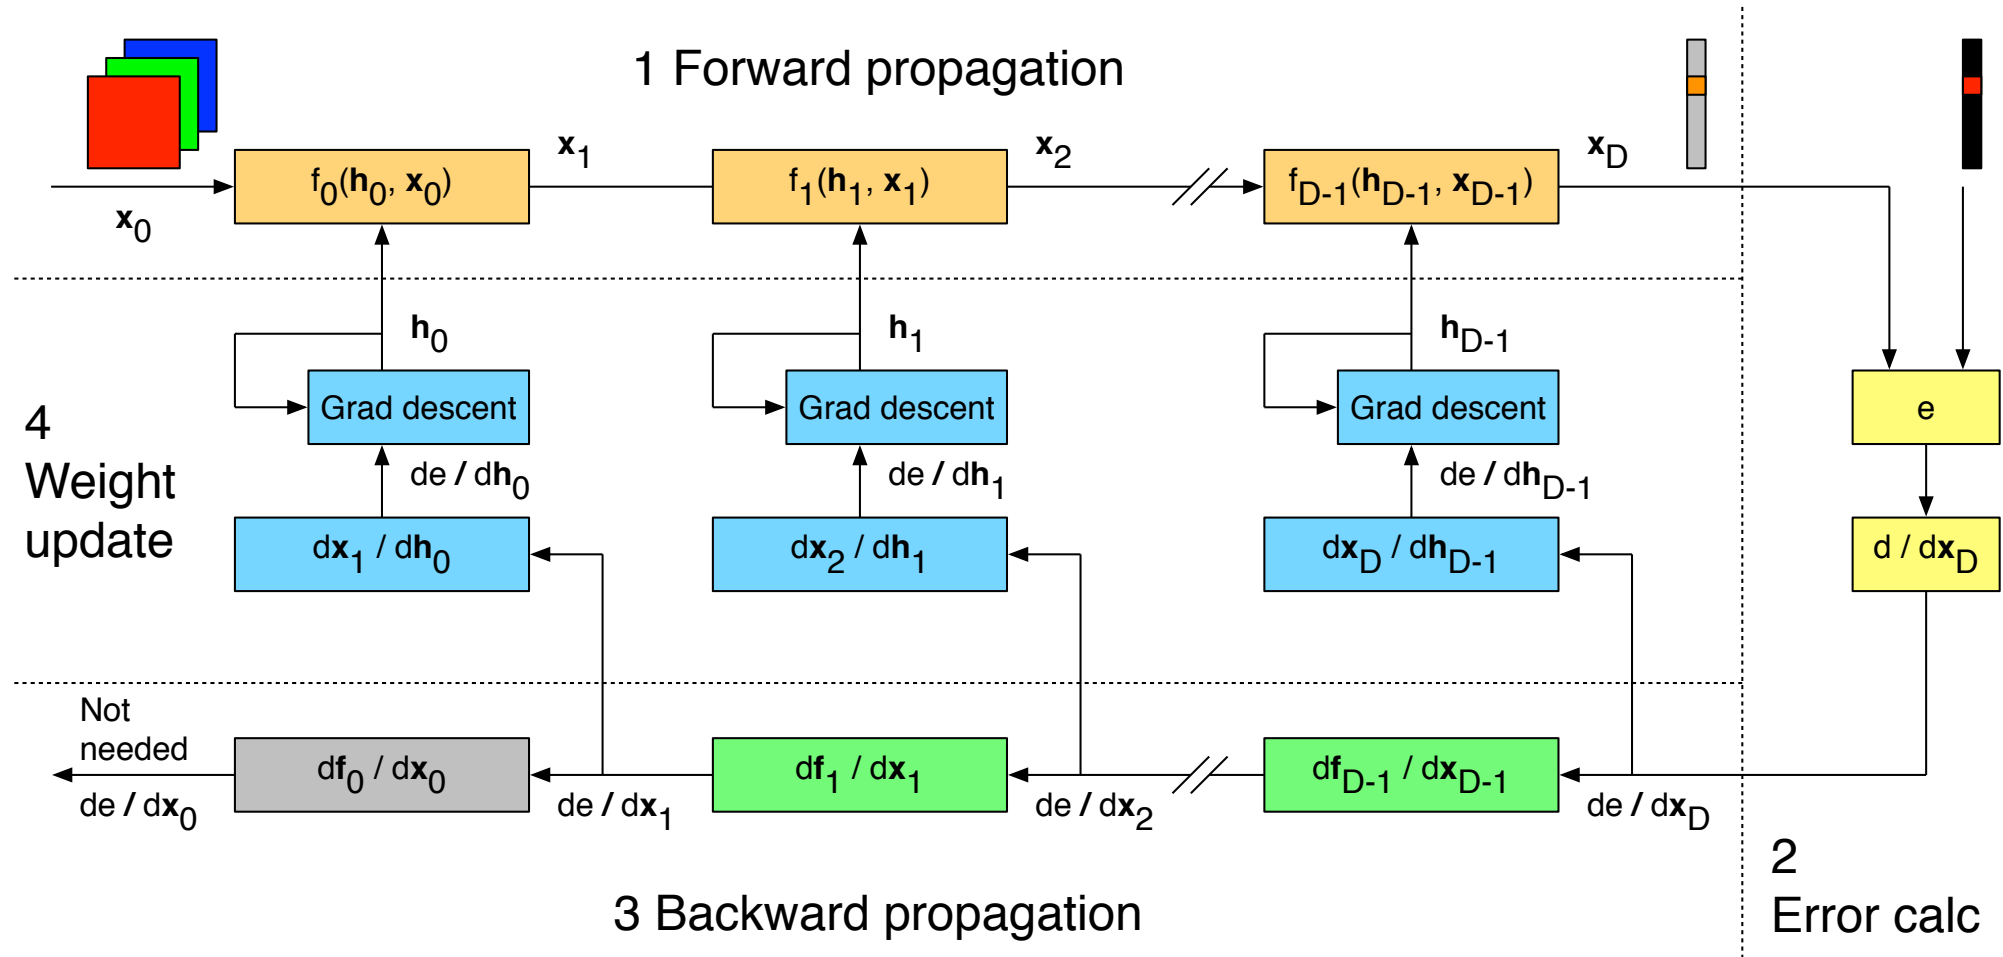 1 Forward propagation
x0
f0(h0, x0)
x1
f1(h1, x1)
x2
fD-1(hD-1, xD-1)
xD
4
Weight
update
h0
Grad descent
de / dh0
dx1 / dh0
h1
Grad descent
de / dh1
dx2 / dh1
hD-1
Grad descent
de / dhD-1
dxD / dhD-1
e
d / dxD
Not
needed
de / dx0
df0 / dx0
de / dx1
df1 / dx1
de / dx2
dfD-1 / dxD-1
de / dxD
3 Backward propagation
2
Error calc